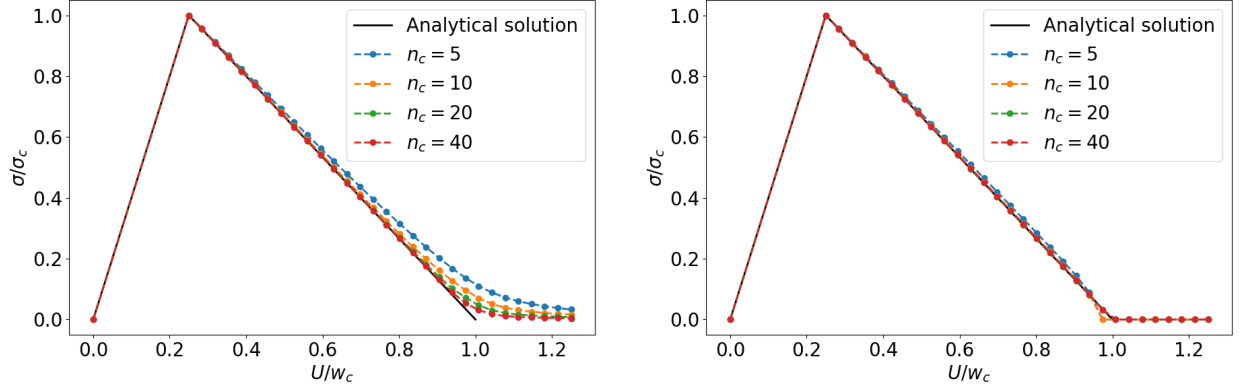 1.0
0.8
0.6
0.4
0.2
0.0
σ/σ_c
0.0 0.2 0.4 0.6 0.8 1.0 1.2
U/w_c
Analytical solution
n_c = 5
n_c = 10
n_c = 20
n_c = 40
1.0
0.8
0.6
0.4
0.2
0.0
σ/σ_c
0.0 0.2 0.4 0.6 0.8 1.0 1.2
U/w_c
Analytical solution
n_c = 5
n_c = 10
n_c = 20
n_c = 40